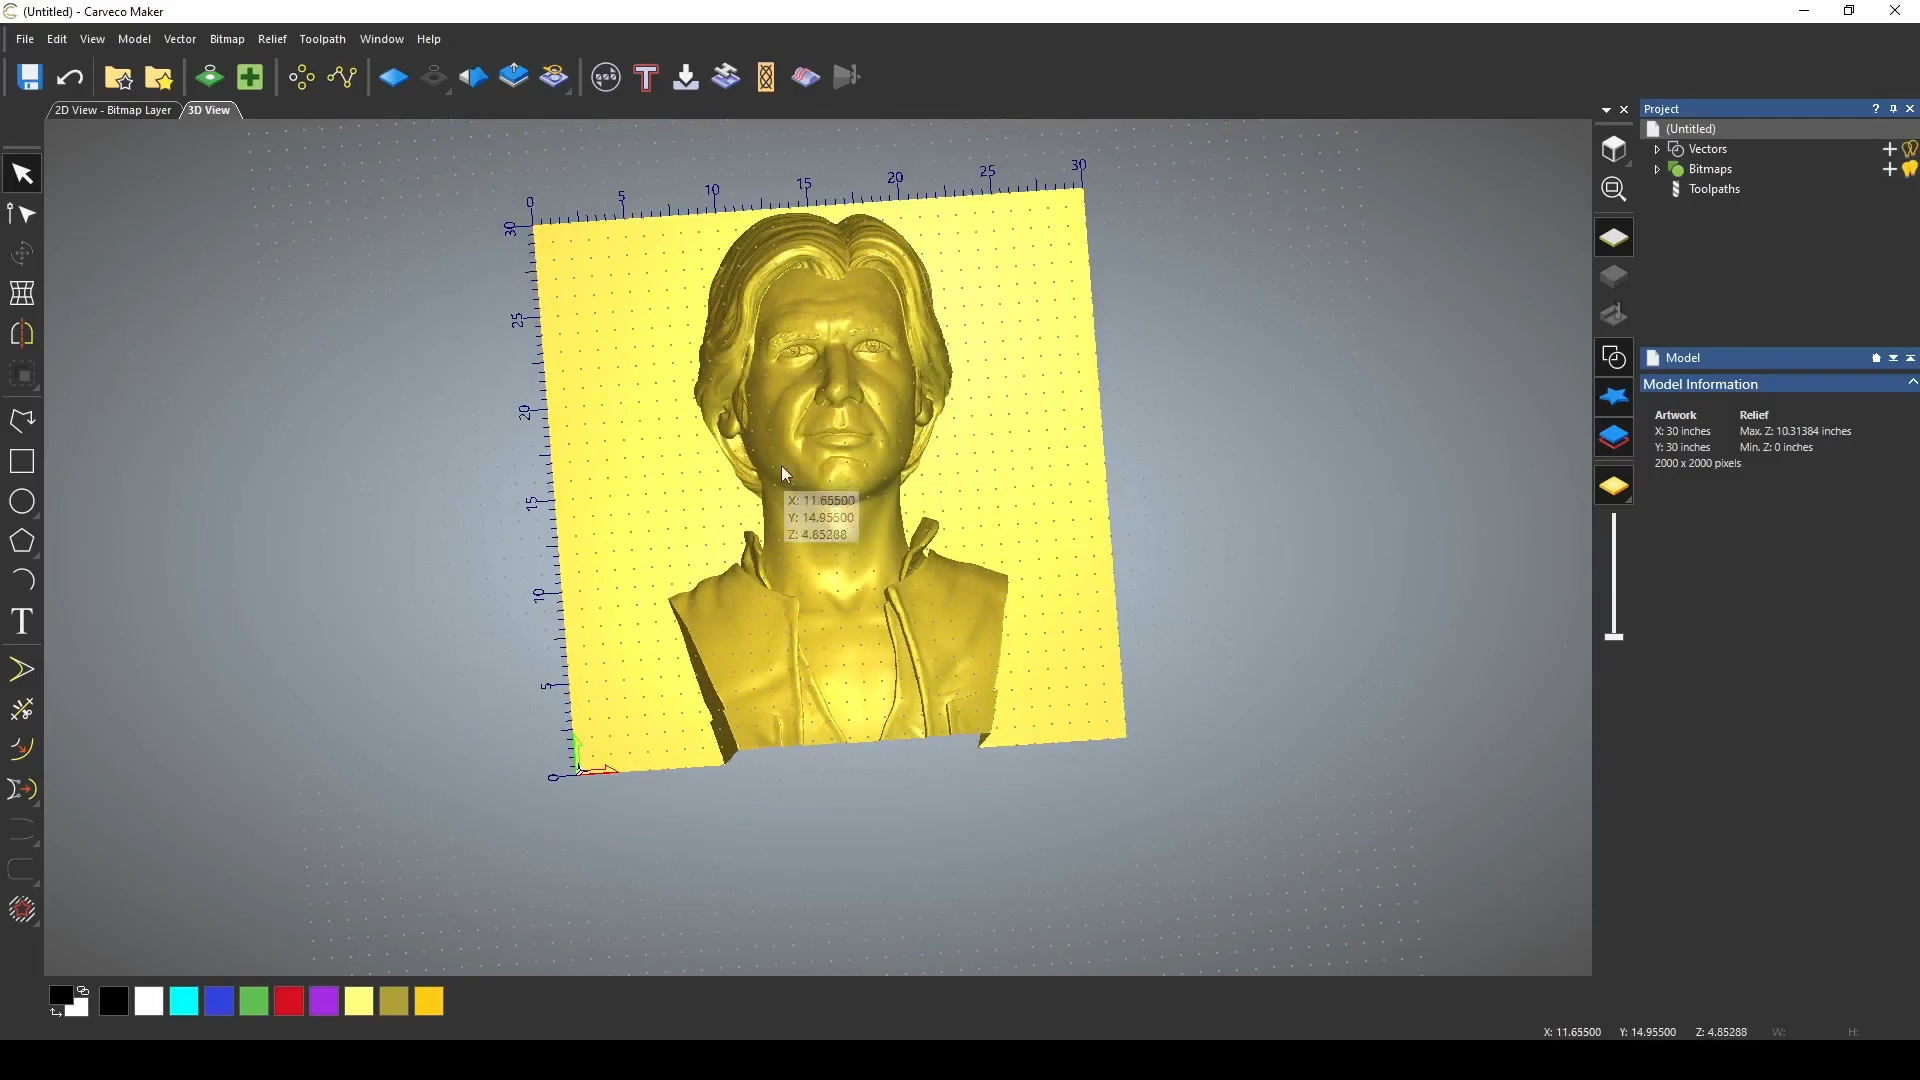 (Untitled) - Carveco Maker
File Edit View Model Vector Bitmap Relief Toolpath Window Help
2D View - Bitmap Layer 3D View
Project
(Untitled)
Vectors
Bitmaps
Toolpaths
0 5 10 15 20 25 30
30
25
20
15
10
5
0
X: 11.65500
Y: 14.95500
Z: 4.85288
Model
Model Information
Artwork Relief
X: 30 inches Max. Z: 10.31384 inches
Y: 30 inches Min. Z: 0 inches
2000 x 2000 pixels
X: 11.65500 Y: 14.95500 Z: 4.85288 W: H: